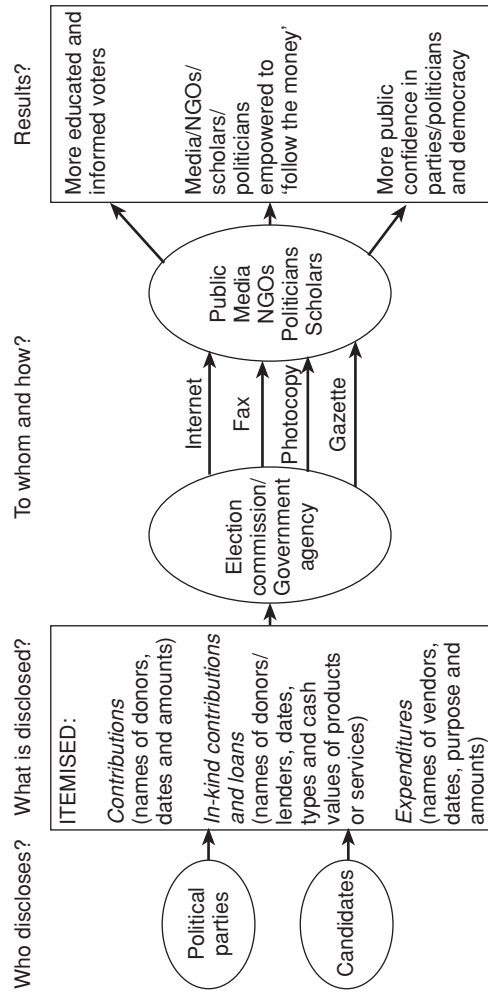 Who discloses?
What is disclosed?
To whom and how?
Results?
Political
parties
Candidates
ITEMISED:
Contributions
(names of donors,
dates and amounts)
In-kind contributions
and loans
(names of donors/
lenders, dates,
types and cash
values of products
or services)
Expenditures
(names of vendors,
dates, purpose and
amounts)
Election
commission/
Government
agency
Internet
Fax
Photocopy
Gazette
Public
Media
NGOs
Politicians
Scholars
More educated and
informed voters
Media/NGOs/
scholars/
politicians
empowered to
'follow the money'
More public
confidence in
parties/politicians
and democracy